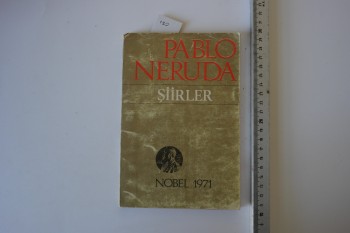 PABLO
NERUDA
ŞİİRLER
NOBEL 1971